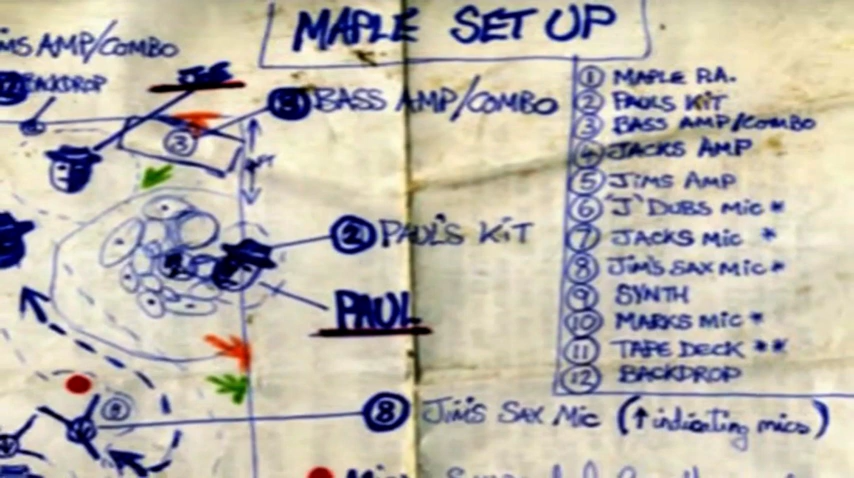 MAPLE SET UP
AMP/COMBO
BACKDROP
BASS AMP/COMBO
③
② PAUL'S KIT
PAUL
⑧
⑧ JIM'S SAX MIC (↑ indicating mics)
① MAPLE P.A.
② PAULS KIT
③ BASS AMP/COMBO
④ JACKS AMP
⑤ JIMS AMP
⑥ 'J' DUBS MIC *
⑦ JACKS MIC *
⑧ JIM'S SAX MIC *
⑨ SYNTH
⑩ MARKS MIC *
⑪ TAPE DECK **
⑫ BACKDROP